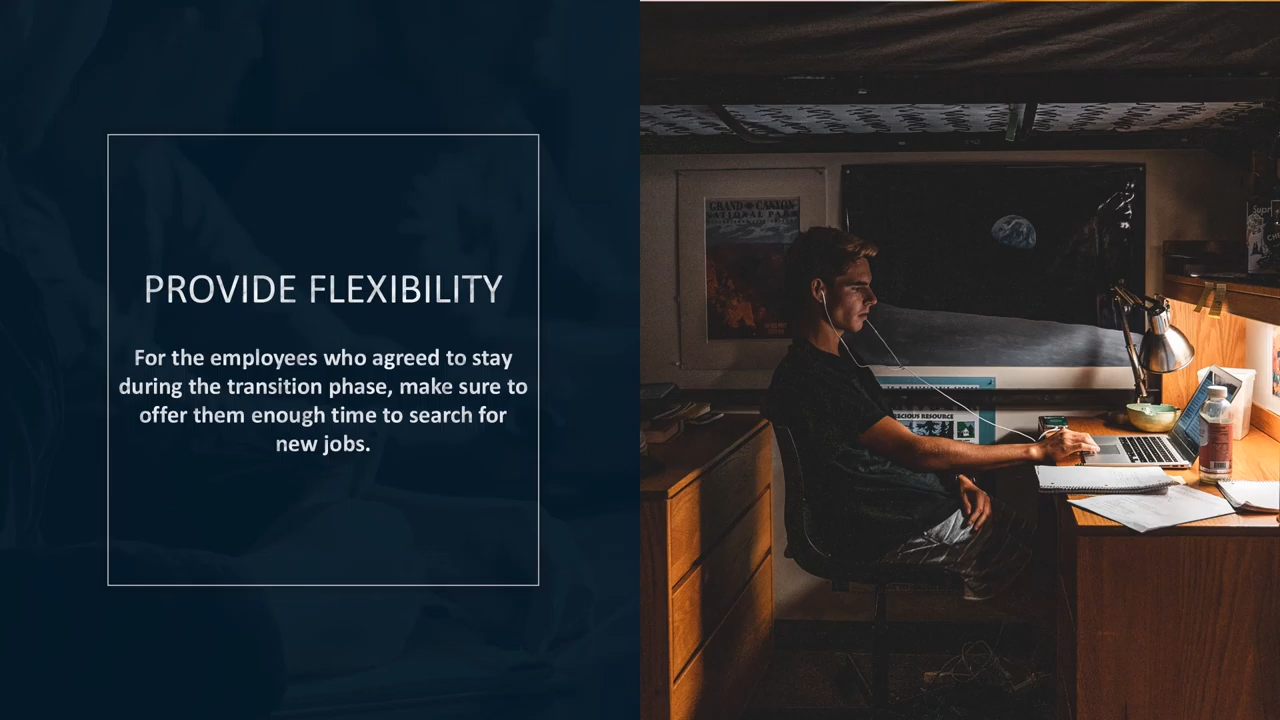 PROVIDE FLEXIBILITY
For the employees who agreed to stay
during the transition phase, make sure to
offer them enough time to search for
new jobs.
GRAND CANYON
NATIONAL PARK
RESOURCE